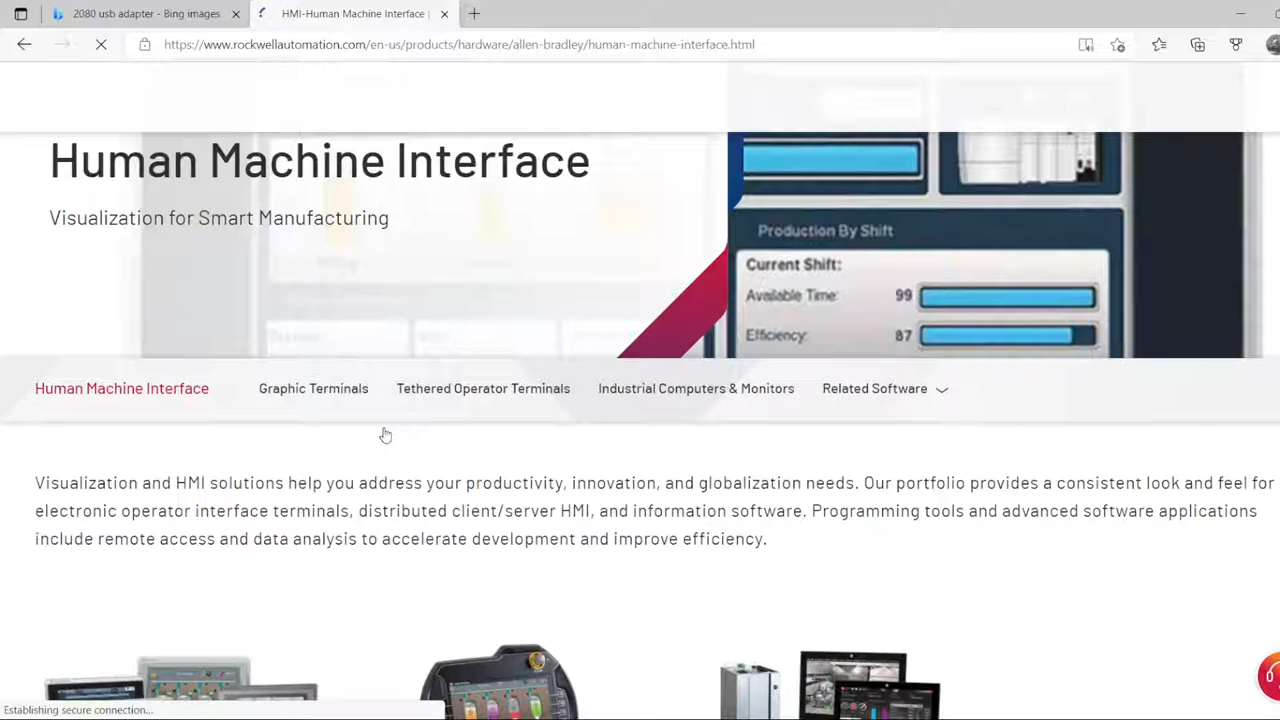 2080 usb adapter - Bing images
HMI-Human Machine Interface |
https://www.rockwellautomation.com/en-us/products/hardware/allen-bradley/human-machine-interface.html
Human Machine Interface
Visualization for Smart Manufacturing
Production By Shift
Current Shift:
Available Time: 99
Efficiency: 87
Human Machine Interface Graphic Terminals Tethered Operator Terminals Industrial Computers & Monitors Related Software
Visualization and HMI solutions help you address your productivity, innovation, and globalization needs. Our portfolio provides a consistent look and feel for
electronic operator interface terminals, distributed client/server HMI, and information software. Programming tools and advanced software applications
include remote access and data analysis to accelerate development and improve efficiency.
Establishing secure connection...